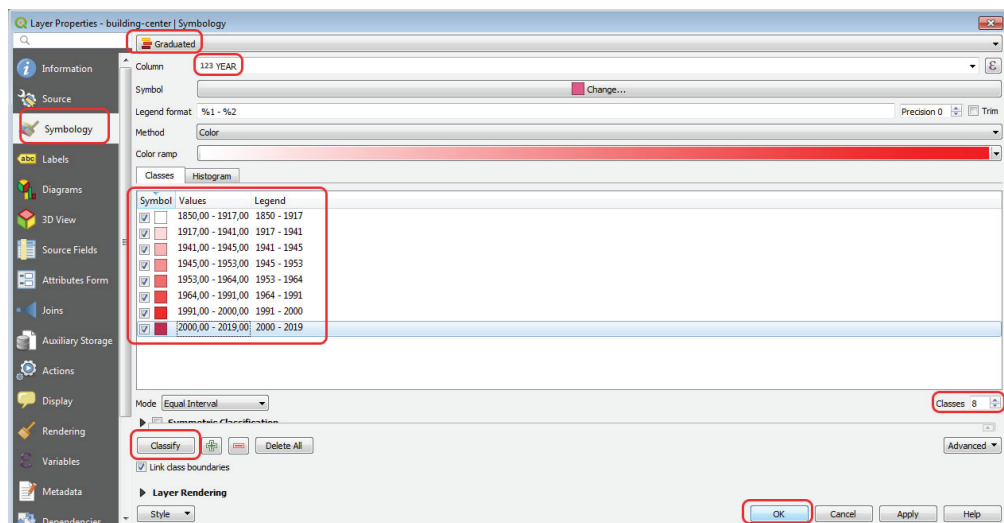 Layer Properties - building-center | Symbology
Information
Source
Symbology
Labels
Diagrams
3D View
Source Fields
Attributes Form
Joins
Auxiliary Storage
Actions
Display
Rendering
Variables
Metadata
Dependencies
abc
Graduated
Column 123 YEAR ε
Symbol Change...
Legend format %1 - %2 Precision 0 Trim
Method Color
Color ramp
Classes Histogram
Symbol Values Legend
1850,00 - 1917,00 1850 - 1917
1917,00 - 1941,00 1917 - 1941
1941,00 - 1945,00 1941 - 1945
1945,00 - 1953,00 1945 - 1953
1953,00 - 1964,00 1953 - 1964
1964,00 - 1991,00 1964 - 1991
1991,00 - 2000,00 1991 - 2000
2000,00 - 2019,00 2000 - 2019
Mode Equal Interval Classes 8
Symmetric Classification
Classify Delete All Advanced
Link class boundaries
Layer Rendering
Style OK Cancel Apply Help